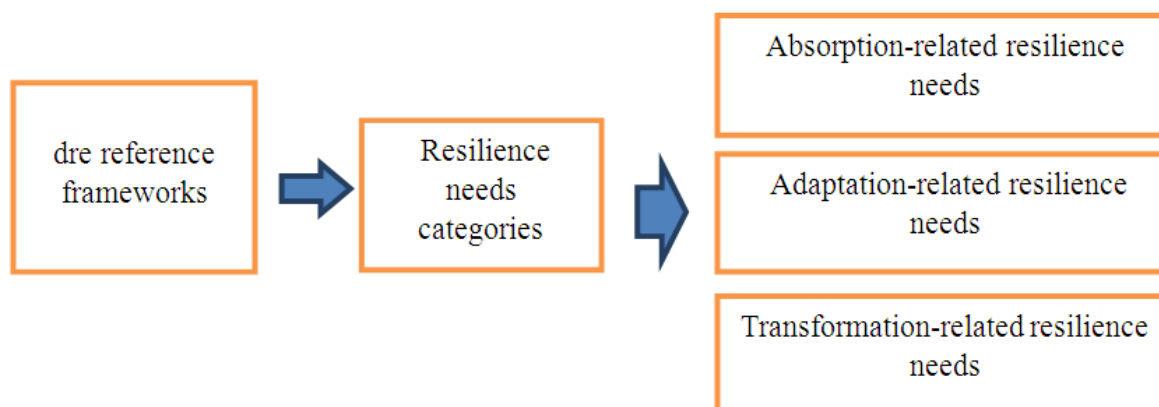 dre reference
frameworks
Resilience
needs
categories
Absorption-related resilience
needs
Adaptation-related resilience
needs
Transformation-related resilience
needs